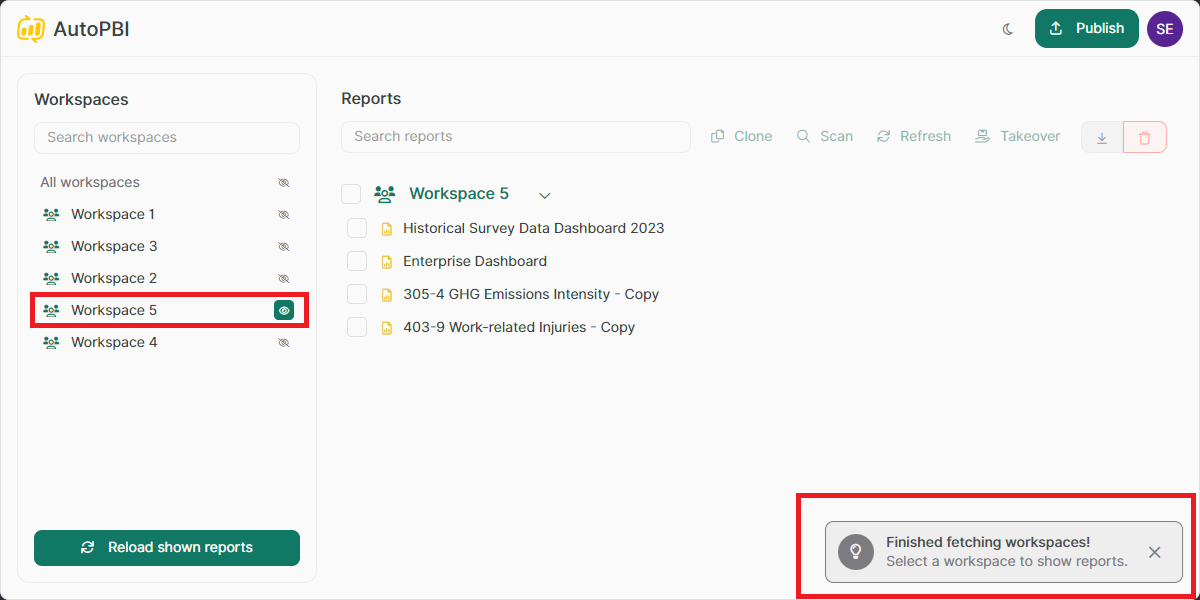 AutoPBI
Publish
SE
Workspaces
Search workspaces
All workspaces
Workspace 1
Workspace 3
Workspace 2
Workspace 5
Workspace 4
Reload shown reports
Reports
Search reports
Clone
Scan
Refresh
Takeover
Workspace 5
Historical Survey Data Dashboard 2023
Enterprise Dashboard
305-4 GHG Emissions Intensity - Copy
403-9 Work-related Injuries - Copy
Finished fetching workspaces!
Select a workspace to show reports.